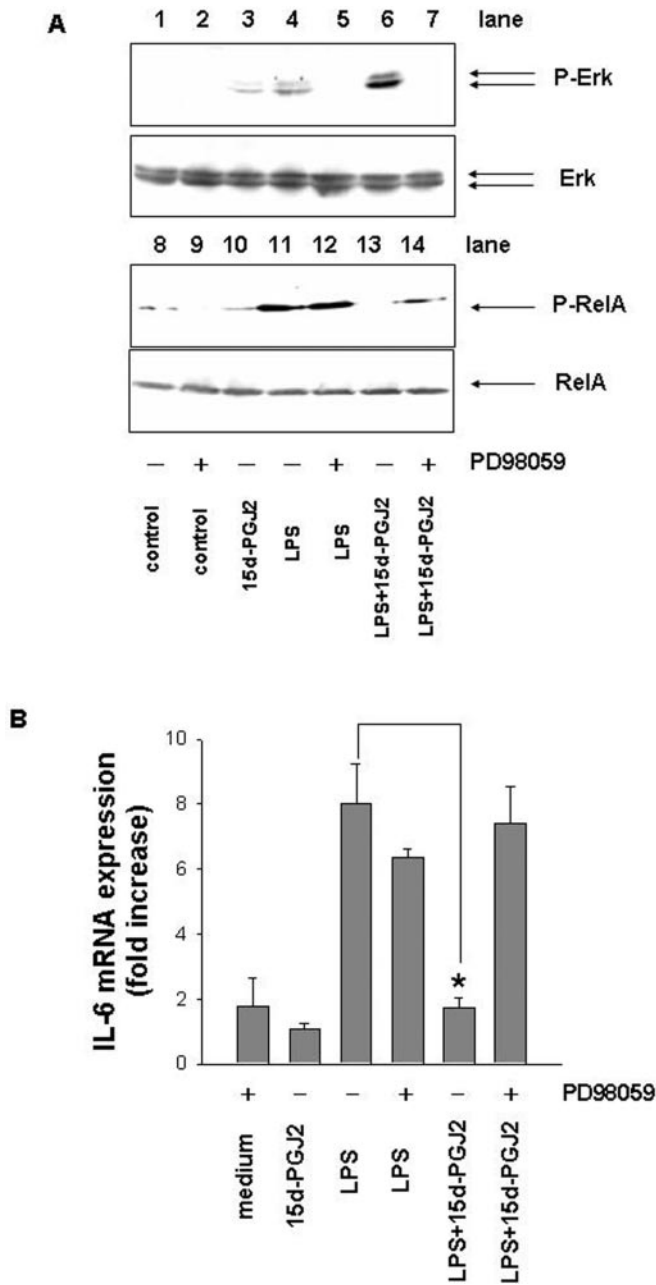 A
1 2 3 4 5 6 7 lane
P-Erk
Erk
8 9 10 11 12 13 14 lane
P-RelA
RelA
– + – – + – + PD98059
control
control
15d-PGJ2
LPS
LPS
LPS+15d-PGJ2
LPS+15d-PGJ2
B
IL-6 mRNA expression
(fold increase)
10
8
6
4
2
0
*
+ – – + – + PD98059
medium
15d-PGJ2
LPS
LPS
LPS+15d-PGJ2
LPS+15d-PGJ2